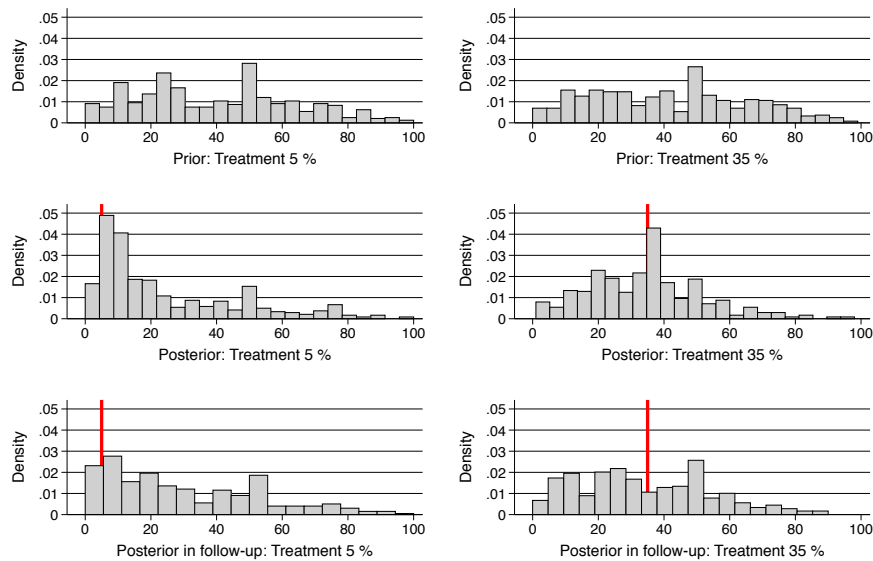 .05
.04
.03
.02
.01
0
Density
0 20 40 60 80 100
Prior: Treatment 5 %
.05
.04
.03
.02
.01
0
Density
0 20 40 60 80 100
Prior: Treatment 35 %
.05
.04
.03
.02
.01
0
Density
0 20 40 60 80 100
Posterior: Treatment 5 %
.05
.04
.03
.02
.01
0
Density
0 20 40 60 80 100
Posterior: Treatment 35 %
.05
.04
.03
.02
.01
0
Density
0 20 40 60 80 100
Posterior in follow-up: Treatment 5 %
.05
.04
.03
.02
.01
0
Density
0 20 40 60 80 100
Posterior in follow-up: Treatment 35 %